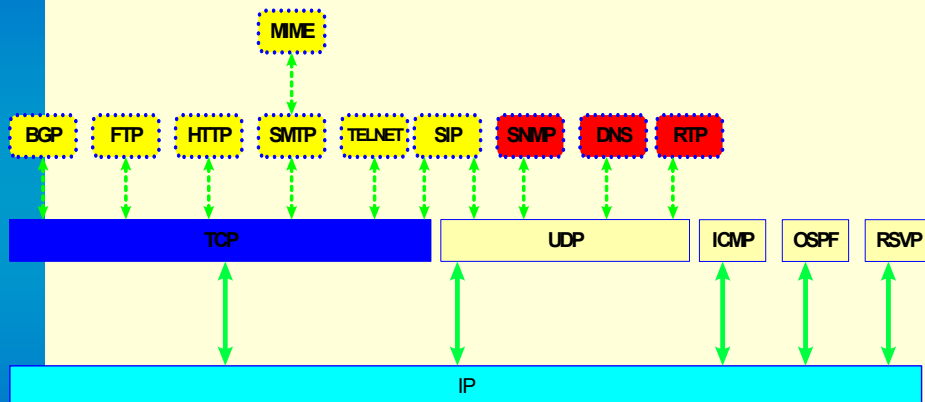 MIME
BGP FTP HTTP SMTP TELNET SIP SNMP DNS RTP
TCP UDP ICMP OSPF RSVP
IP